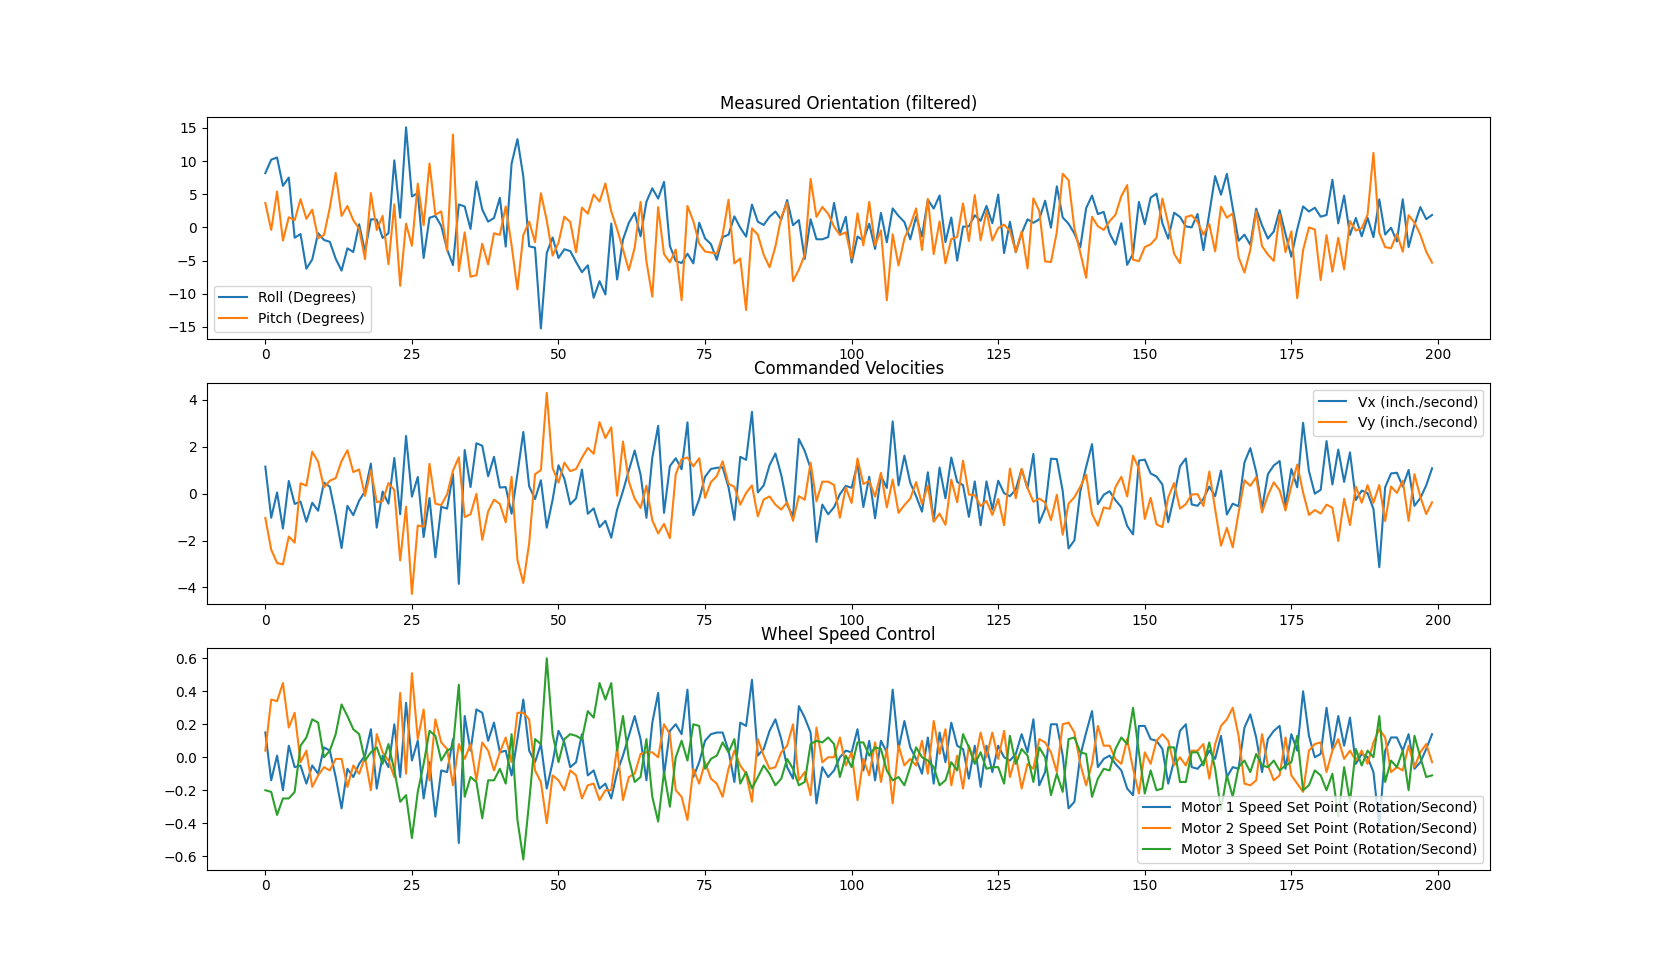 Measured Orientation (filtered)
15
10
5
0
−5
−10
−15
Roll (Degrees)
Pitch (Degrees)
0 25 50 75 100 125 150 175 200
Commanded Velocities
4
2
0
−2
−4
Vx (inch./second)
Vy (inch./second)
0 25 50 75 100 125 150 175 200
Wheel Speed Control
0.6
0.4
0.2
0.0
−0.2
−0.4
−0.6
Motor 1 Speed Set Point (Rotation/Second)
Motor 2 Speed Set Point (Rotation/Second)
Motor 3 Speed Set Point (Rotation/Second)
0 25 50 75 100 125 150 175 200